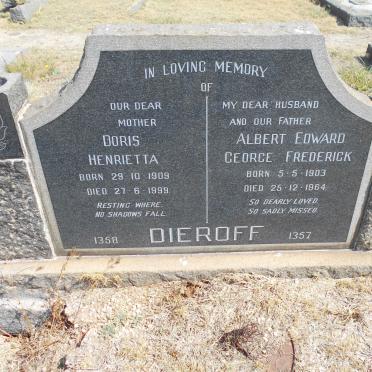 IN LOVING MEMORY
OF
OUR DEAR
MOTHER
DORIS
HENRIETTA
BORN 29·10·1909
DIED 27·6·1999
RESTING WHERE
NO SHADOWS FALL
MY DEAR HUSBAND
AND OUR FATHER
ALBERT EDWARD
GEORGE FREDERICK
BORN 5·5·1903
DIED 25·12·1964
SO DEARLY LOVED,
SO SADLY MISSED.
1358 DIEROFF 1357